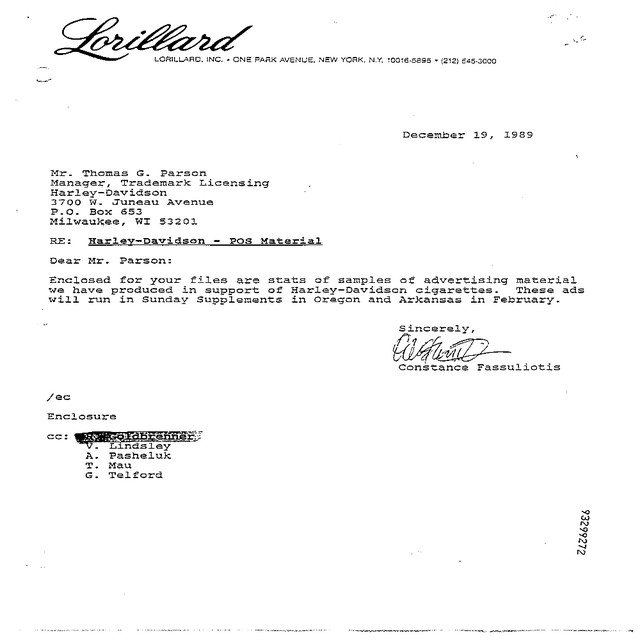 Lorillard
LORILLARD, INC. • ONE PARK AVENUE, NEW YORK, N.Y. 10016-5895 • (212) 545-3000
December 19, 1989
Mr. Thomas G. Parson
Manager, Trademark Licensing
Harley-Davidson
3700 W. Juneau Avenue
P.O. Box 653
Milwaukee, WI 53201
RE: Harley-Davidson - POS Material
Dear Mr. Parson:
Enclosed for your files are stats of samples of advertising material
we have produced in support of Harley-Davidson cigarettes. These ads
will run in Sunday Supplements in Oregon and Arkansas in February.
Sincerely,
Constance Fassuliotis
/ec
Enclosure
cc: Goldbrenner
V. Lindsley
A. Pasheluk
T. Mau
G. Telford
93299272